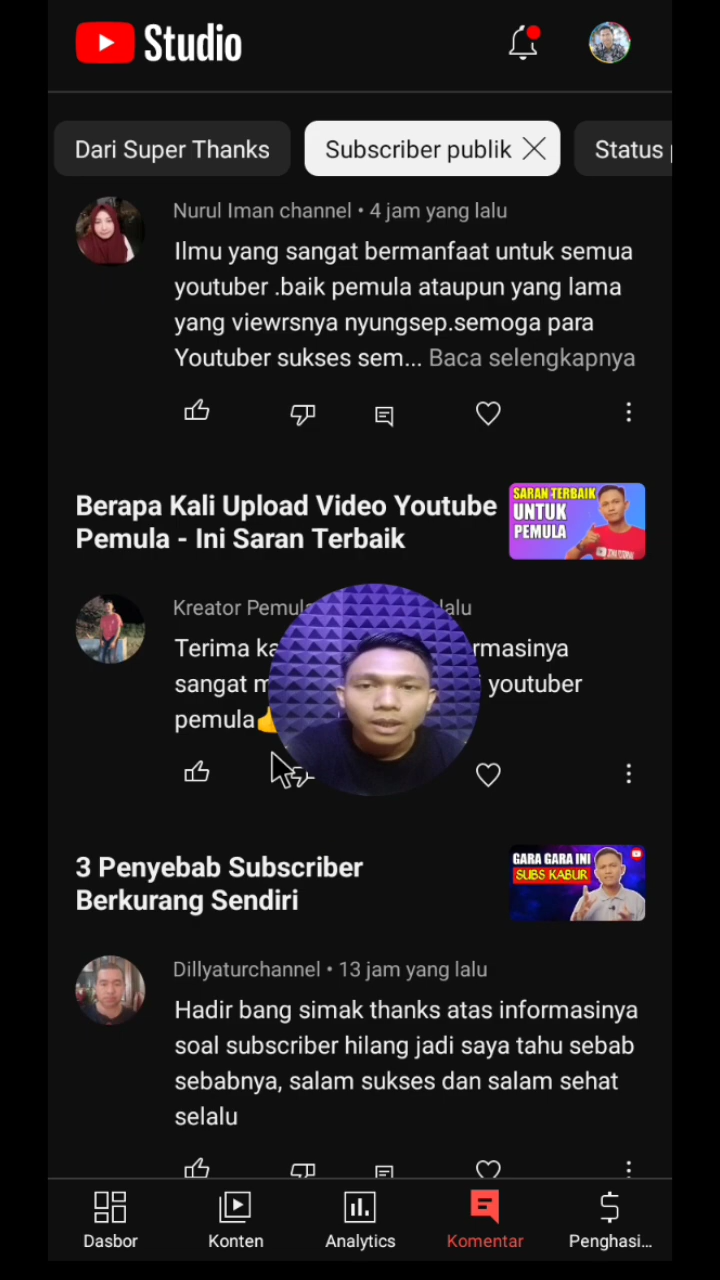 Studio
Dari Super Thanks
Subscriber publik
Status
Nurul Iman channel • 4 jam yang lalu
Ilmu yang sangat bermanfaat untuk semua
youtuber .baik pemula ataupun yang lama
yang viewrsnya nyungsep.semoga para
Youtuber sukses sem... Baca selengkapnya
Berapa Kali Upload Video Youtube
Pemula - Ini Saran Terbaik
SARAN TERBAIK
UNTUK
PEMULA
Kreator Pemula lalu
Terima rmasinya
sangat youtuber
pemula
3 Penyebab Subscriber
Berkurang Sendiri
GARA GARA INI
SUBS KABUR
Dillyaturchannel • 13 jam yang lalu
Hadir bang simak thanks atas informasinya
soal subscriber hilang jadi saya tahu sebab
sebabnya, salam sukses dan salam sehat
selalu
Dasbor
Konten
Analytics
Komentar
Penghasi...